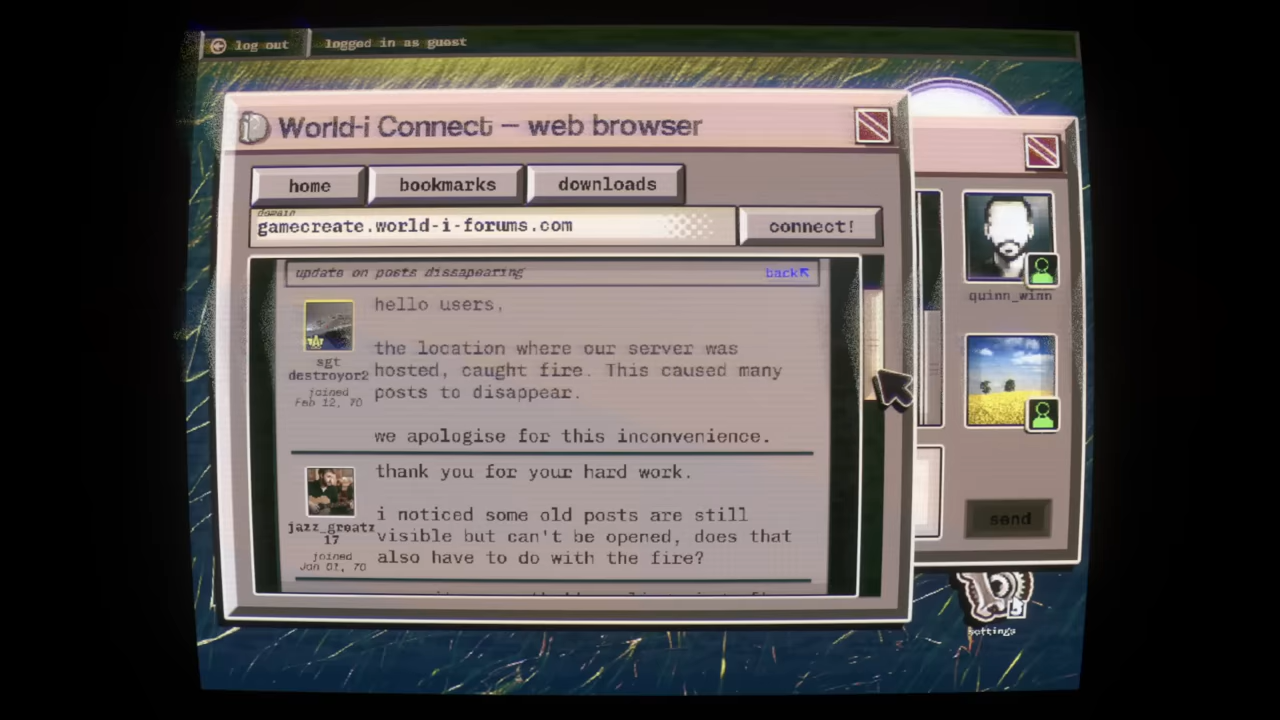 log out
logged in as guest
World-i Connect – web browser
home
bookmarks
downloads
domain
gamecreate.world-i-forums.com
connect!
update on posts dissapearing
back
hello users,
the location where our server was
hosted, caught fire. This caused many
posts to disappear.
we apologise for this inconvenience.
sgt
destroyor2
joined
Feb 12, 70
thank you for your hard work.
i noticed some old posts are still
visible but can't be opened, does that
also have to do with the fire?
jazz_greatz
17
joined
Jan 01, 70
quinn_winn
send
Settings